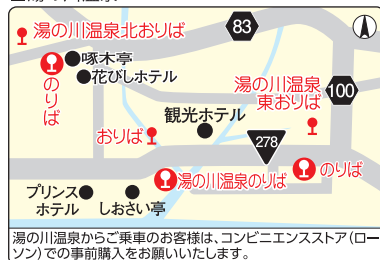 湯の川温泉北おりば
83
啄木亭
花びしホテル
のりば
湯の川温泉
東おりば
100
おりば
観光ホテル
278
のりば
湯の川温泉のりば
プリンス
ホテル
しおさい亭
湯の川温泉からご乗車のお客様は、コンビニエンスストア(ロー
ソン)での事前購入をお願いいたします。